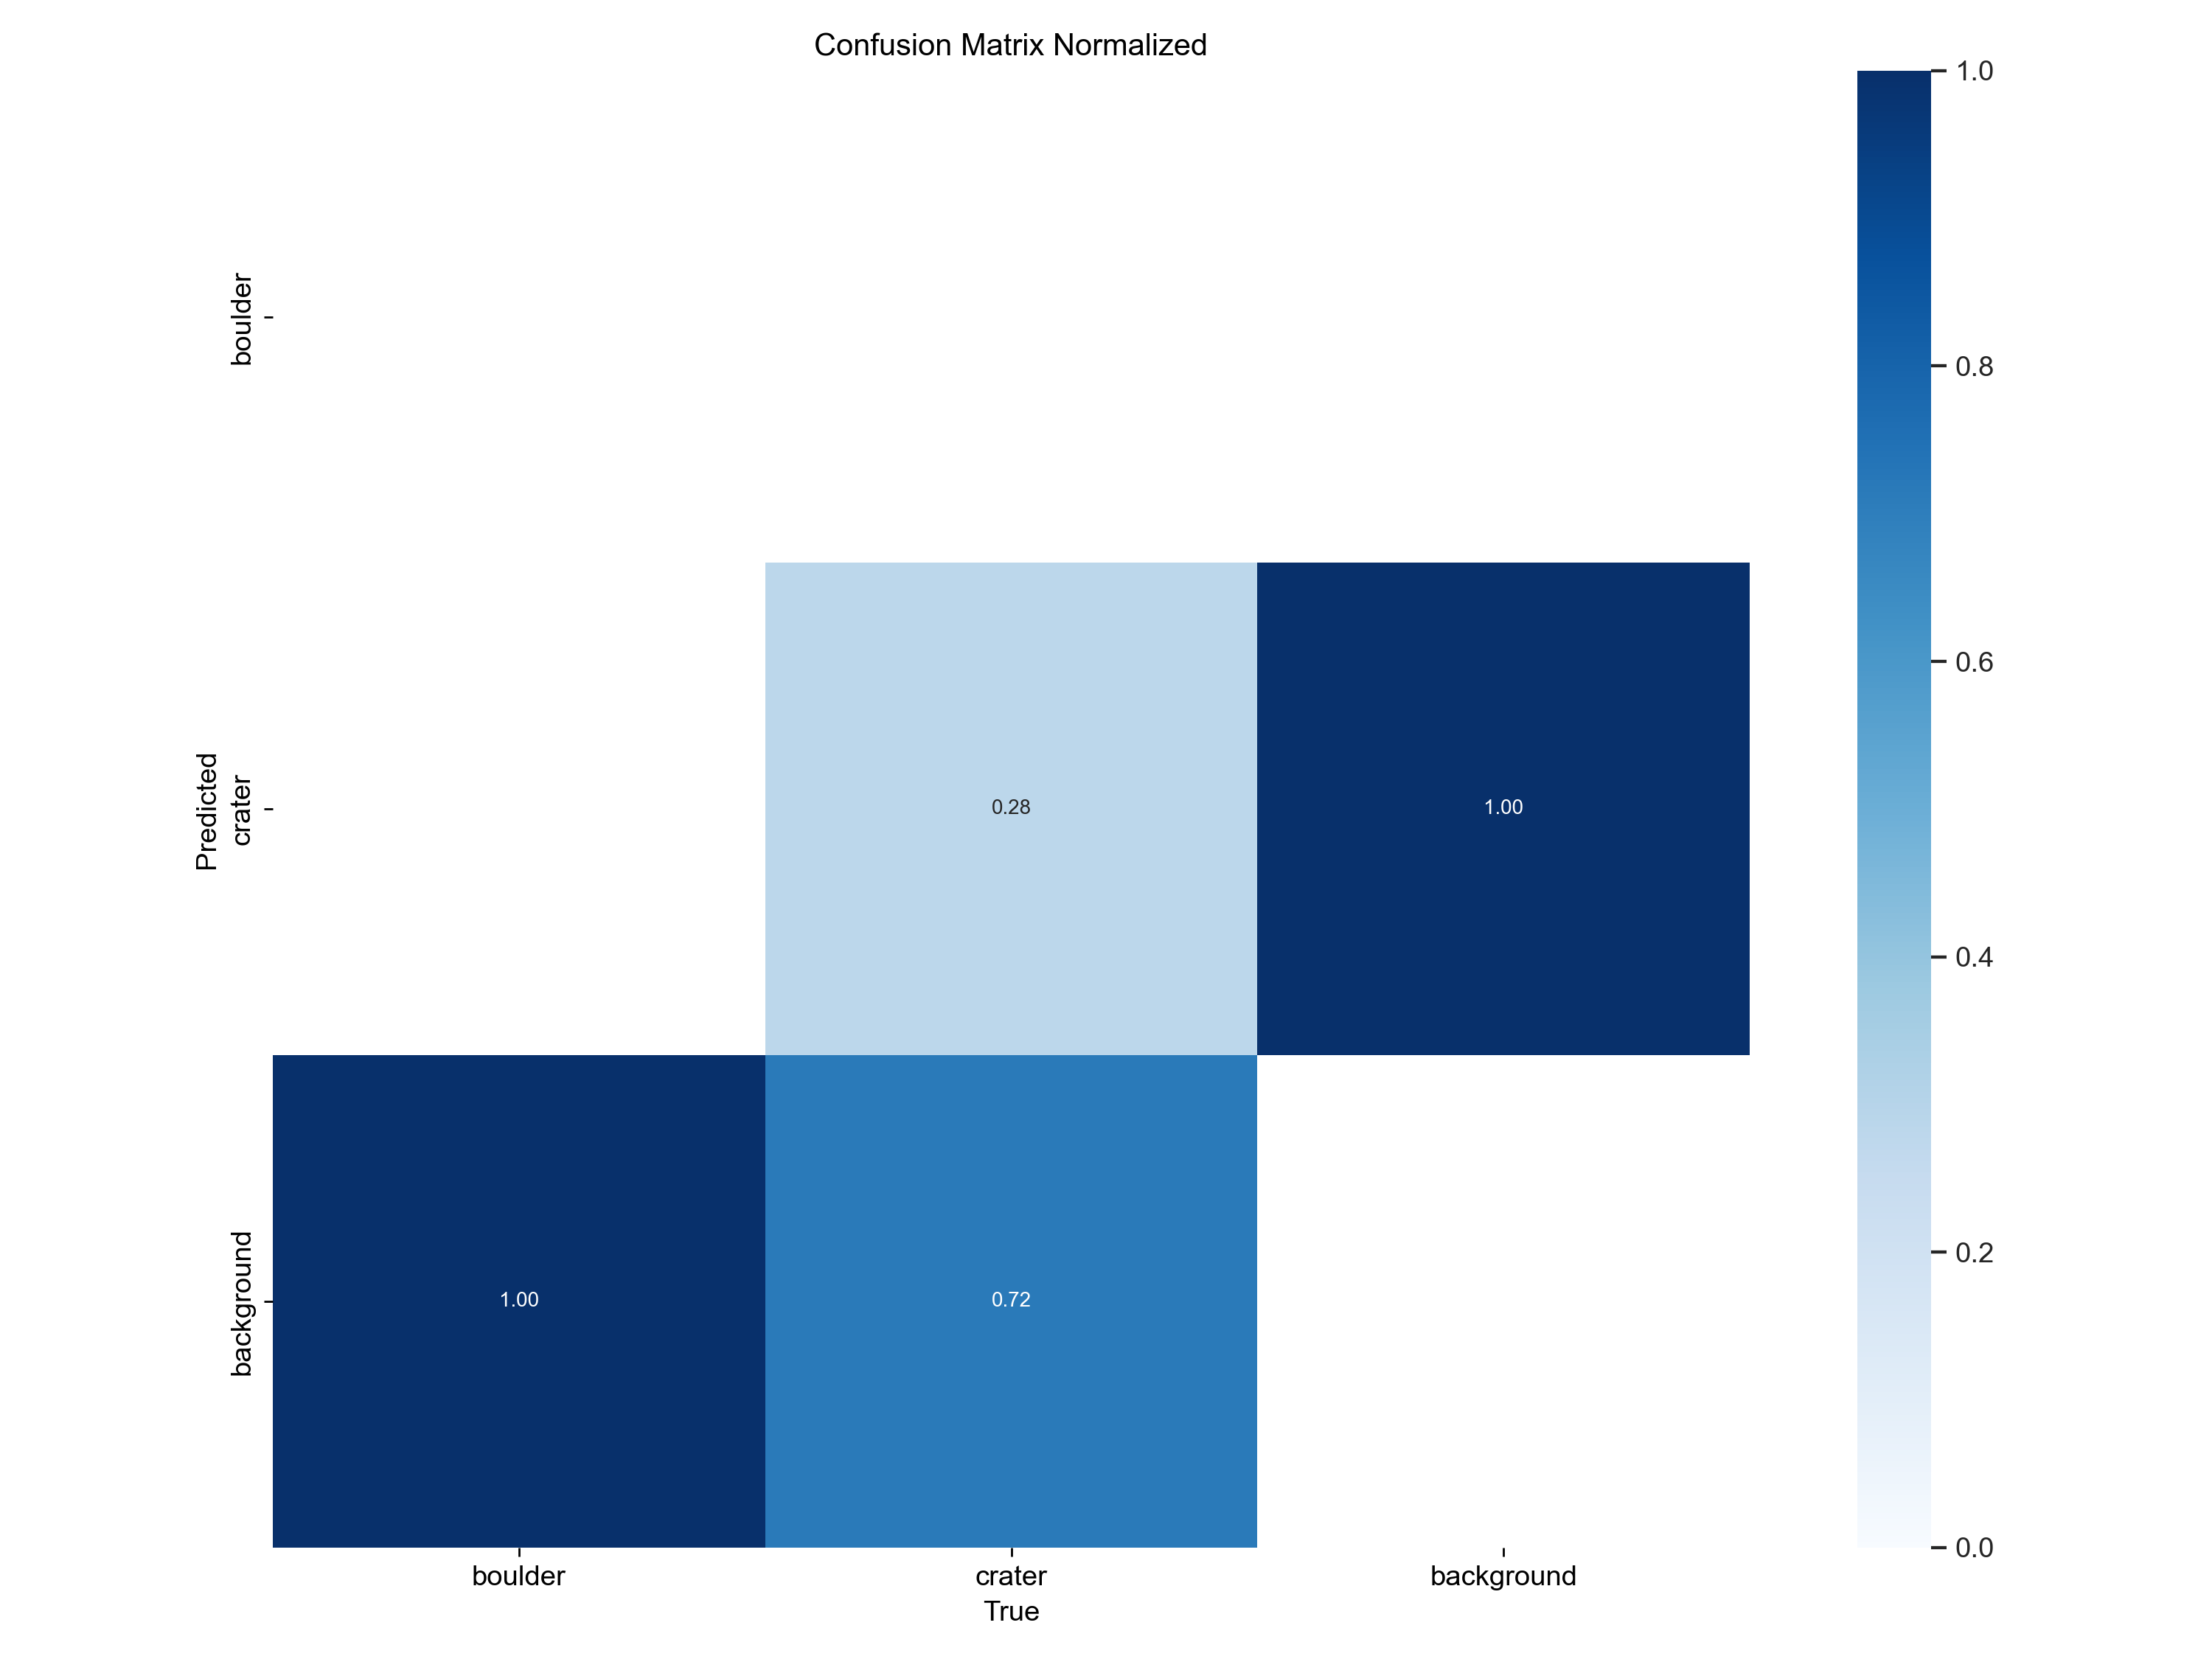 Confusion Matrix Normalized
1.0
0.8
0.6
0.4
0.2
0.0
Predicted
boulder
crater
background
0.28
1.00
1.00
0.72
boulder
crater
background
True